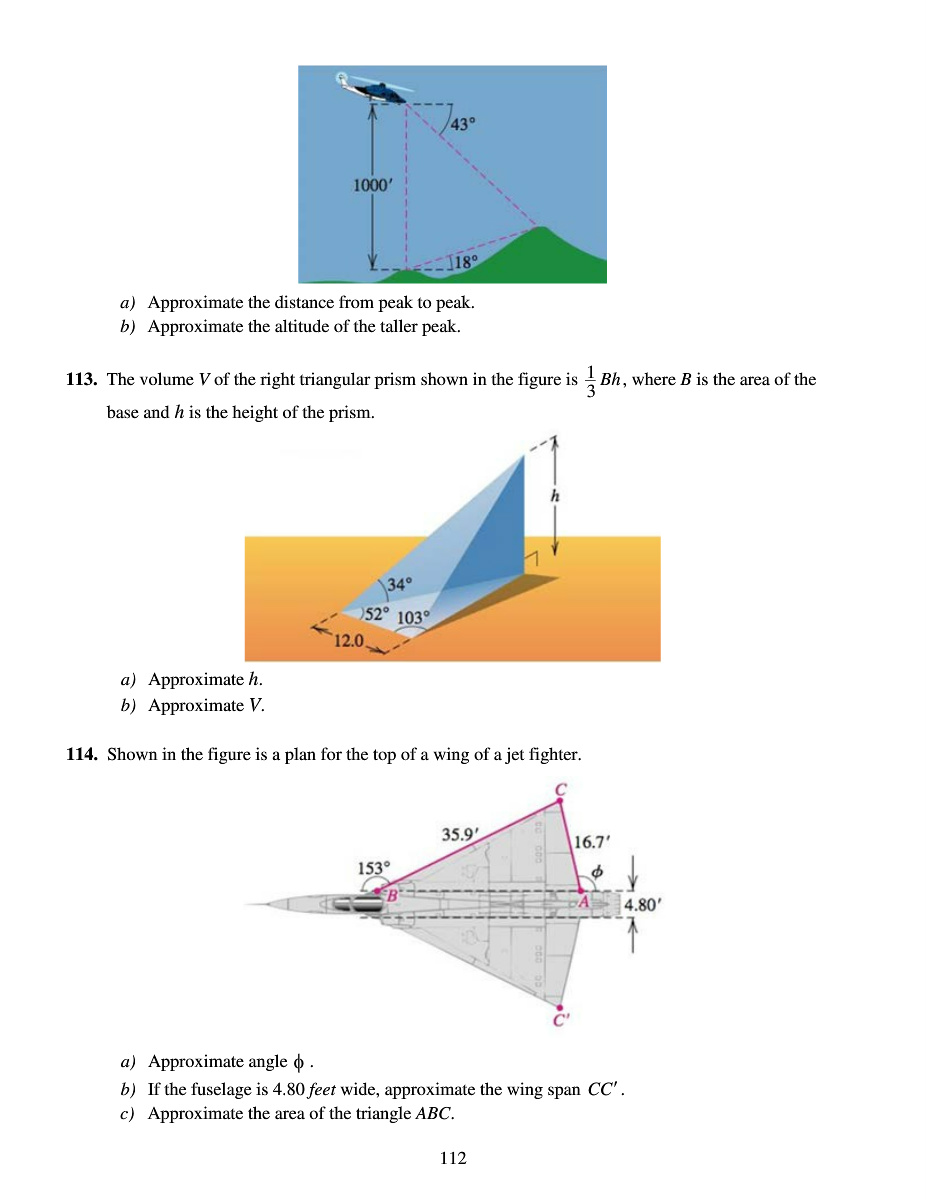 43°
1000′
18°
a) Approximate the distance from peak to peak.
b) Approximate the altitude of the taller peak.
113. The volume V of the right triangular prism shown in the figure is 1/3 Bh, where B is the area of the
base and h is the height of the prism.
h
34°
52° 103°
12.0
a) Approximate h.
b) Approximate V.
114. Shown in the figure is a plan for the top of a wing of a jet fighter.
C
35.9′
16.7′
153°
ϕ
B
A
4.80′
C′
a) Approximate angle ϕ .
b) If the fuselage is 4.80 feet wide, approximate the wing span CC′ .
c) Approximate the area of the triangle ABC.
112